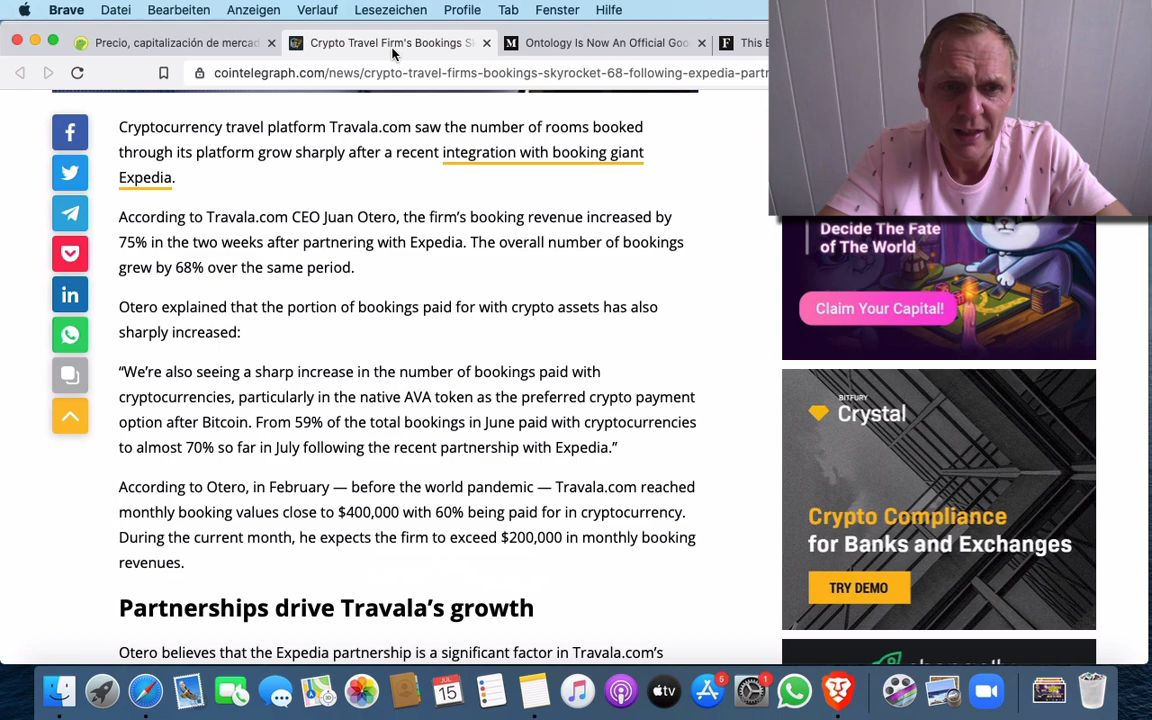 Brave Datei Bearbeiten Anzeigen Verlauf Lesezeichen Profile Tab Fenster Hilfe
Precio, capitalización de mercad Crypto Travel Firm's Bookings S Ontology Is Now An Official Goo This
cointelegraph.com/news/crypto-travel-firms-bookings-skyrocket-68-following-expedia-partn
Cryptocurrency travel platform Travala.com saw the number of rooms booked
through its platform grow sharply after a recent integration with booking giant
Expedia.
According to Travala.com CEO Juan Otero, the firm's booking revenue increased by
75% in the two weeks after partnering with Expedia. The overall number of bookings
grew by 68% over the same period.
Otero explained that the portion of bookings paid for with crypto assets has also
sharply increased:
“We're also seeing a sharp increase in the number of bookings paid with
cryptocurrencies, particularly in the native AVA token as the preferred crypto payment
option after Bitcoin. From 59% of the total bookings in June paid with cryptocurrencies
to almost 70% so far in July following the recent partnership with Expedia.”
According to Otero, in February — before the world pandemic — Travala.com reached
monthly booking values close to $400,000 with 60% being paid for in cryptocurrency.
During the current month, he expects the firm to exceed $200,000 in monthly booking
revenues.
Partnerships drive Travala's growth
Otero believes that the Expedia partnership is a significant factor in Travala.com's
Decide The Fate
of The World
Claim Your Capital!
BITFURY
Crystal
Crypto Compliance
for Banks and Exchanges
TRY DEMO
JUL
15
tv
5
1